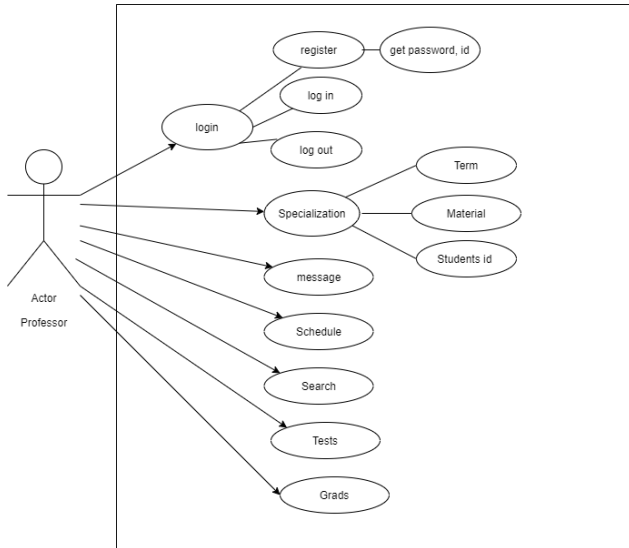 register
get password, id
log in
login
log out
Term
Specialization
Material
Students id
message
Actor
Professor
Schedule
Search
Tests
Grads